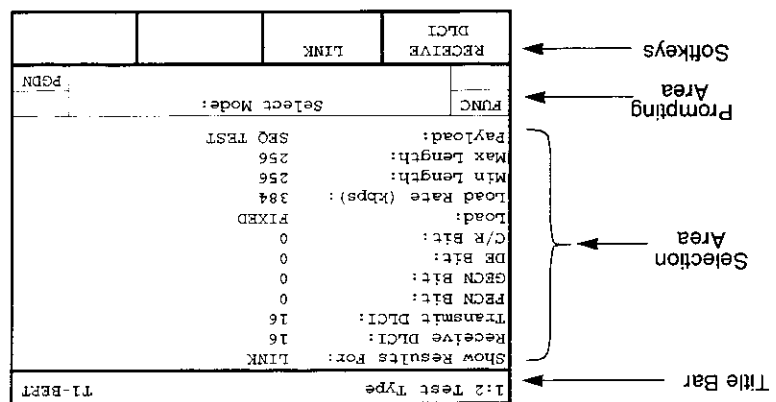 Title Bar
1:2 Test Type T1-BERT
Selection
Area
Show Results For: LINK
Receive DLCI: 16
Transmit DLCI: 16
FECN Bit: 0
GECN Bit: 0
DE Bit: 0
C/R Bit: 0
Load: FIXED
Load Rate (kbps): 384
Min Length: 256
Max Length: 256
Payload: SEQ TEST
Prompting
Area
FUNC Select Mode: PGDN
Softkeys
RECEIVE LINK
DLCI